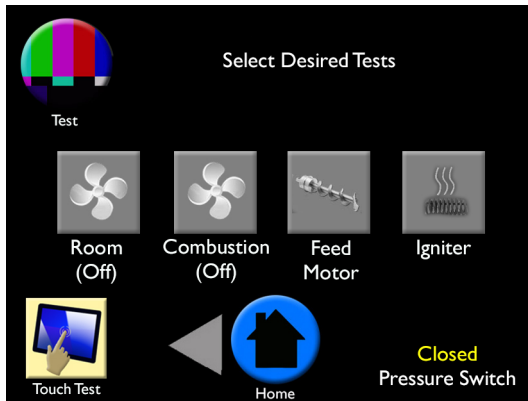 Select Desired Tests
Test
Room
(Off)
Combustion
(Off)
Feed
Motor
Igniter
Touch Test
Home
Closed
Pressure Switch